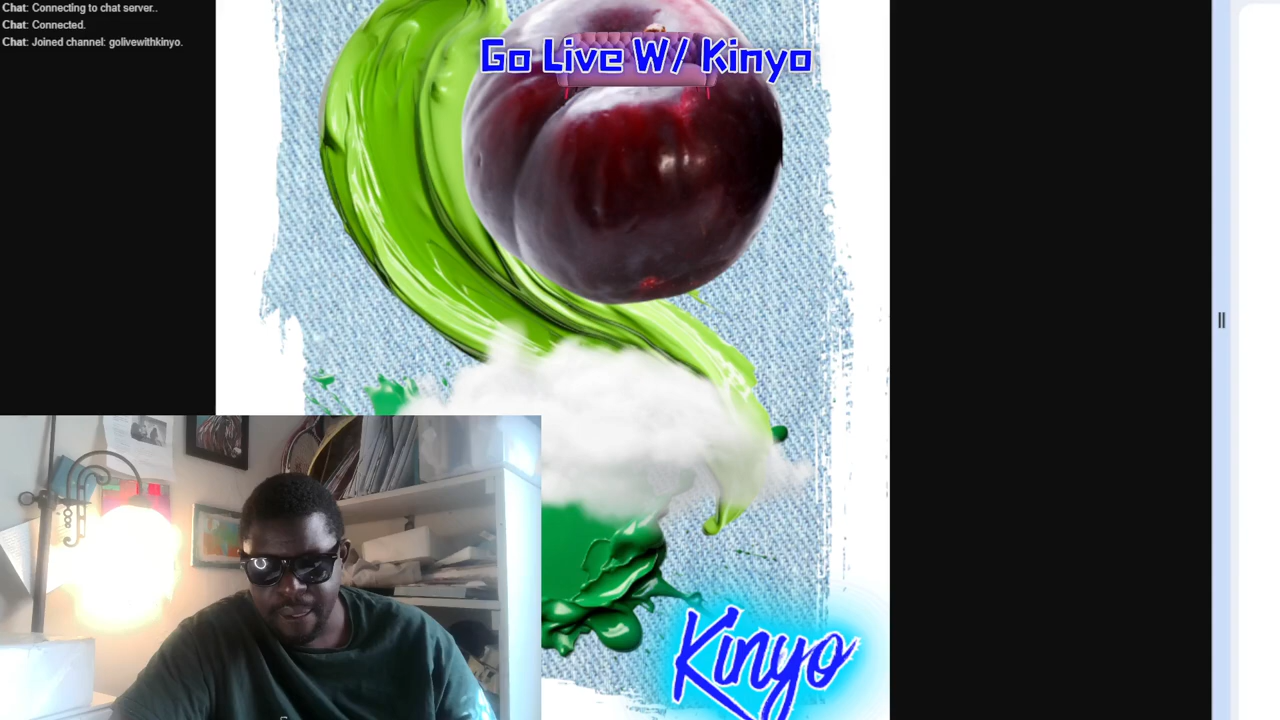 Chat: Connecting to chat server..
Chat: Connected.
Chat: Joined channel: golivewithkinyo.
Go Live W/ Kinyo
Kinyo